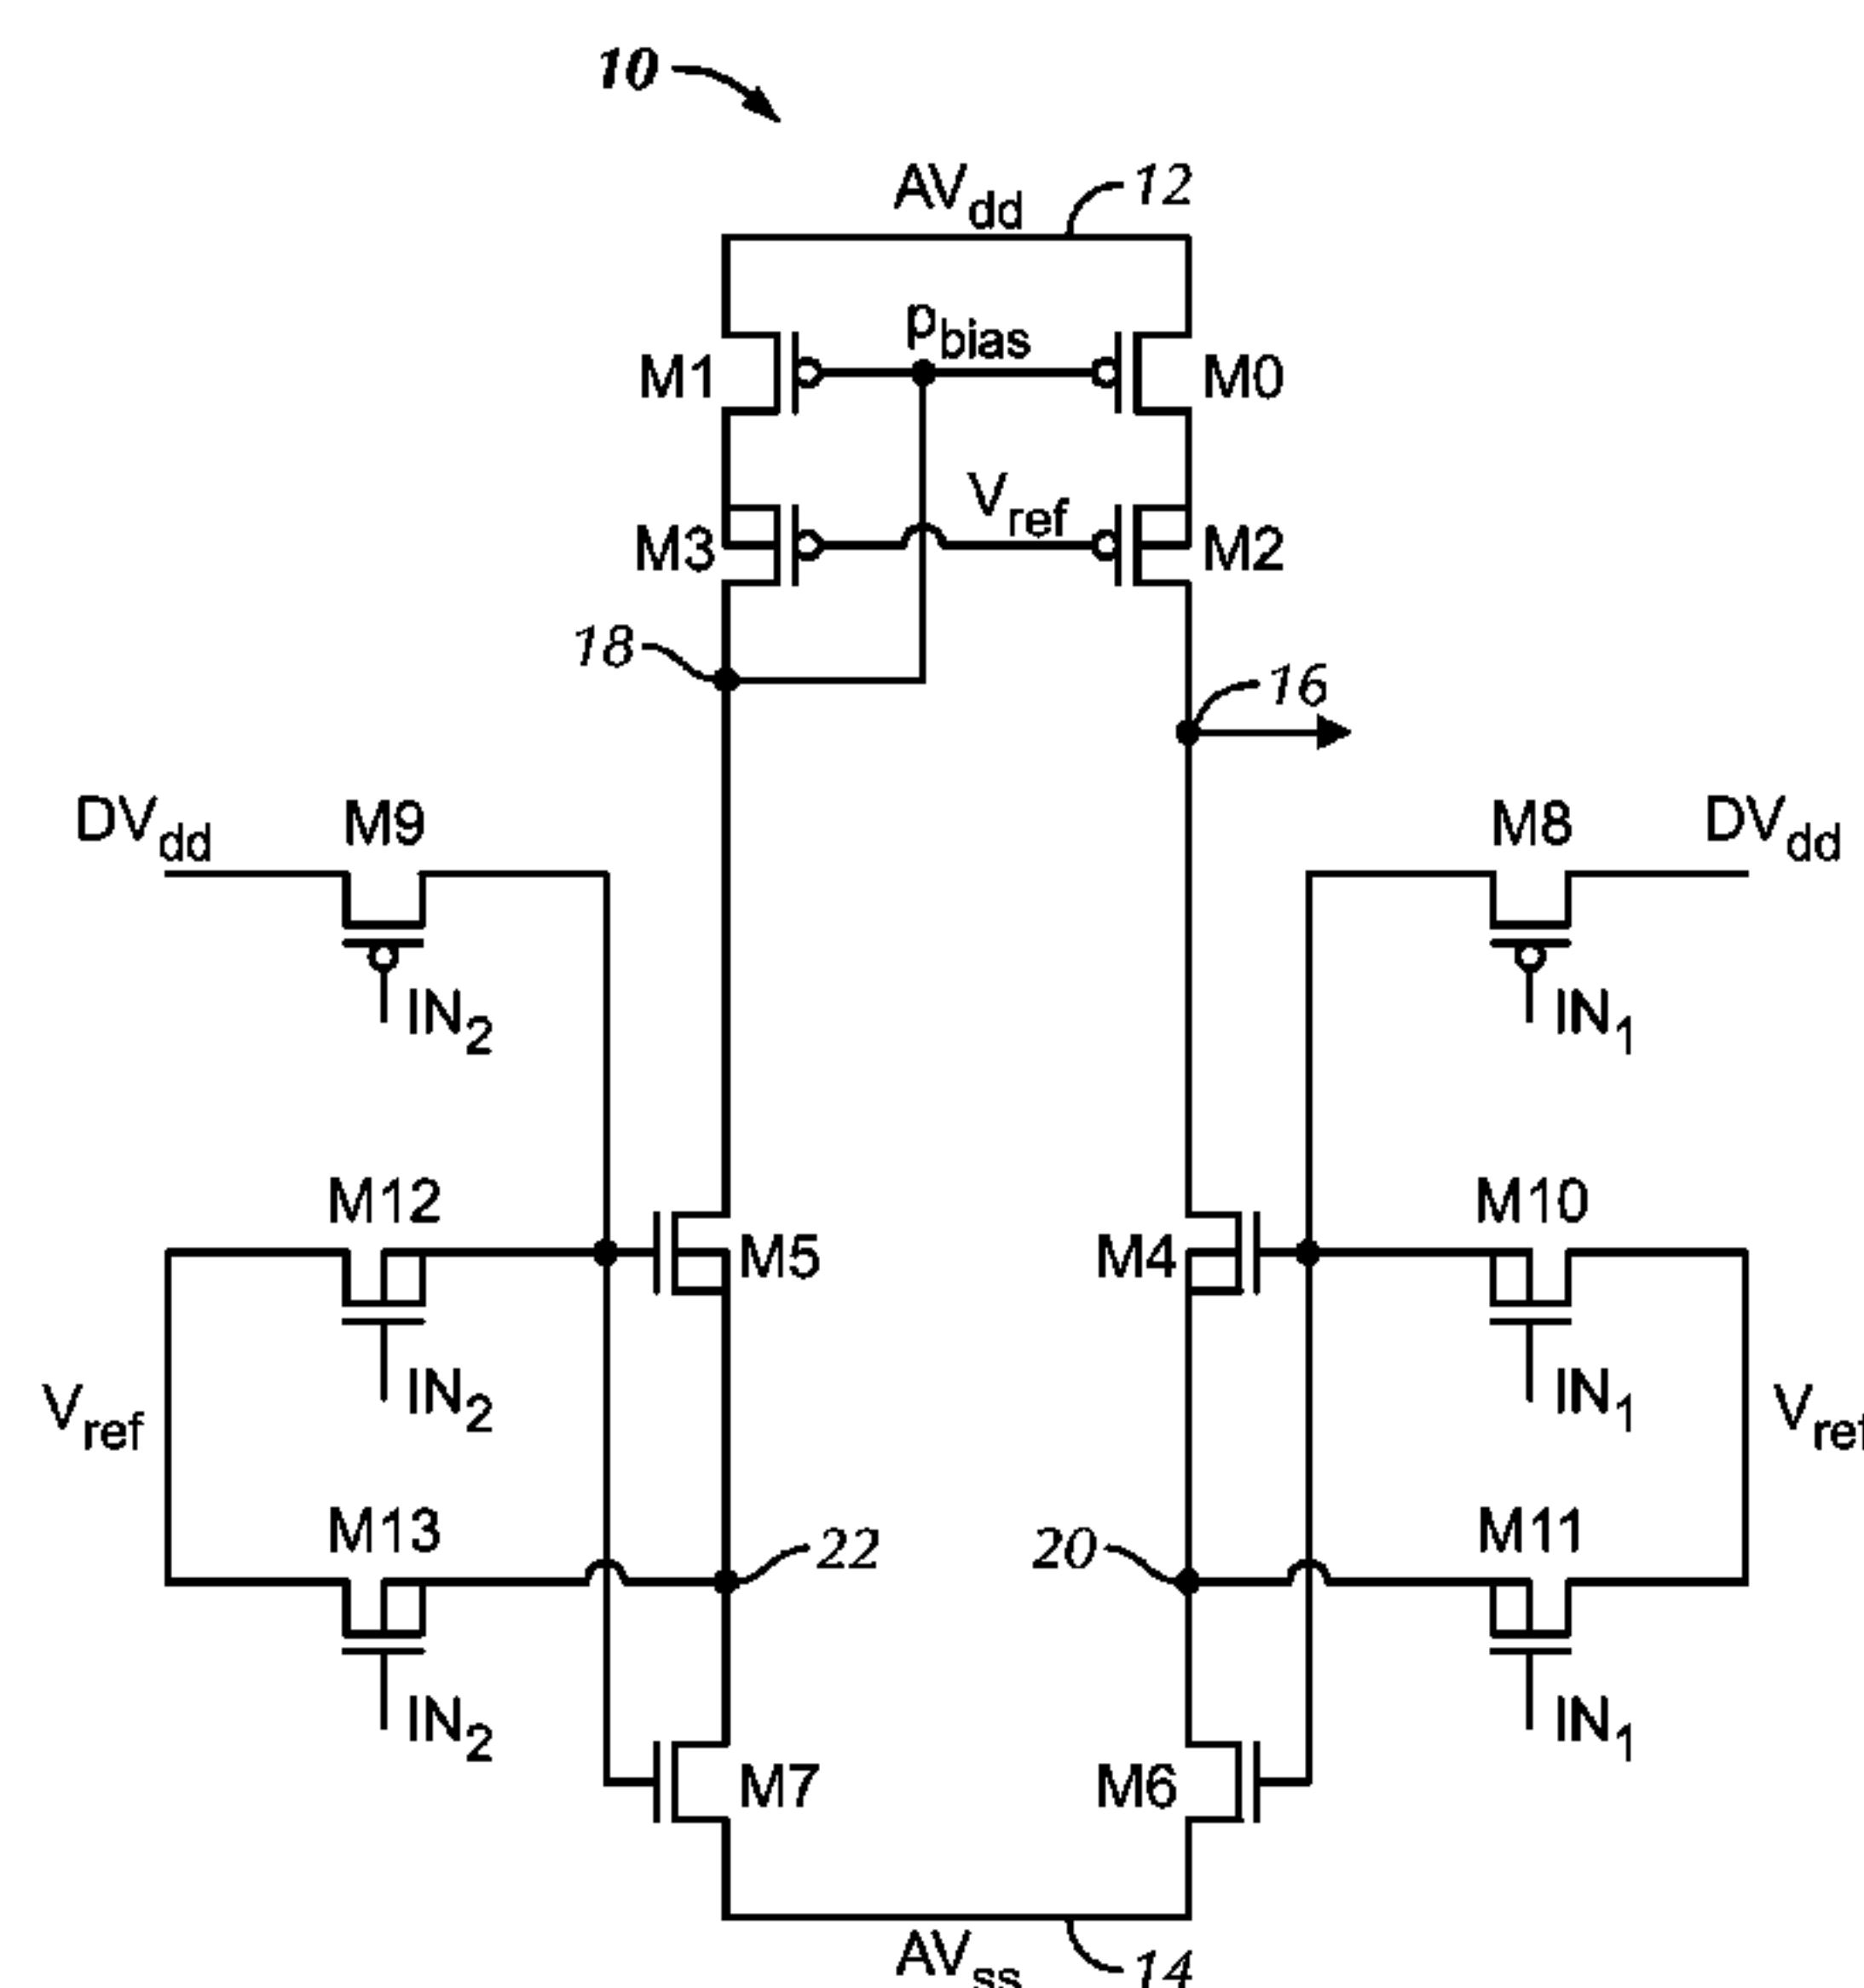 10
AVdd 12
pbias
M1 M0
Vref
M3 M2
18
16
DVdd M9 M8 DVdd
IN2 IN1
M12 M10
M5 M4
IN2 IN1
Vref Vref
M13 M11
22 20
IN2 IN1
M7 M6
AVss 14